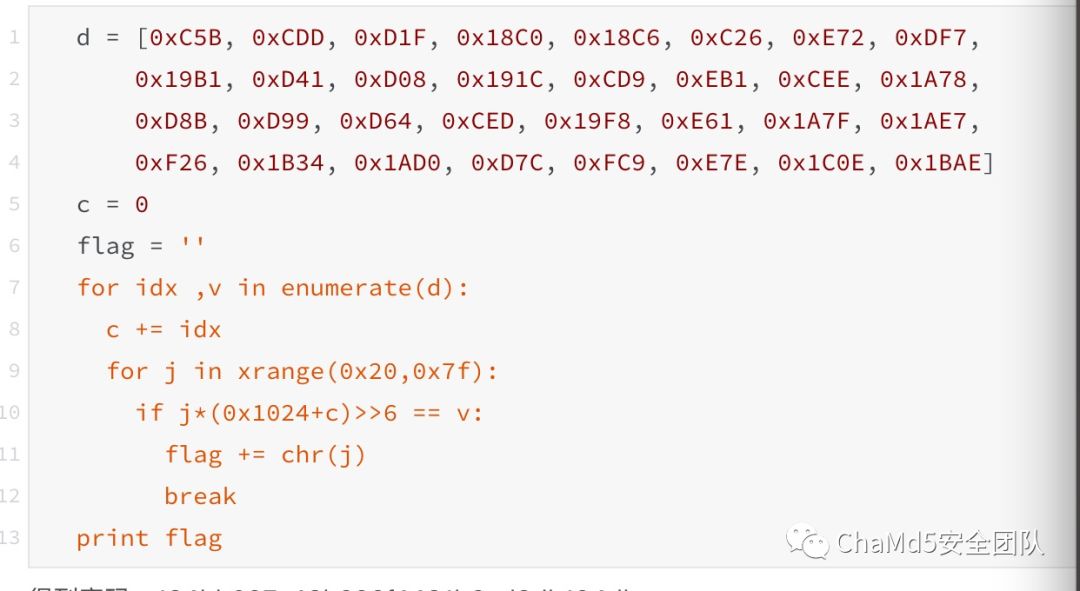 1 d = [0xC5B, 0xCDD, 0xD1F, 0x18C0, 0x18C6, 0xC26, 0xE72, 0xDF7,
2 0x19B1, 0xD41, 0xD08, 0x191C, 0xCD9, 0xEB1, 0xCEE, 0x1A78,
3 0xD8B, 0xD99, 0xD64, 0xCED, 0x19F8, 0xE61, 0x1A7F, 0x1AE7,
4 0xF26, 0x1B34, 0x1AD0, 0xD7C, 0xFC9, 0xE7E, 0x1C0E, 0x1BAE]
5 c = 0
6 flag = ''
7 for idx ,v in enumerate(d):
8 c += idx
9 for j in xrange(0x20,0x7f):
10 if j*(0x1024+c)>>6 == v:
11 flag += chr(j)
12 break
13 print flag
ChaMd5安全团队